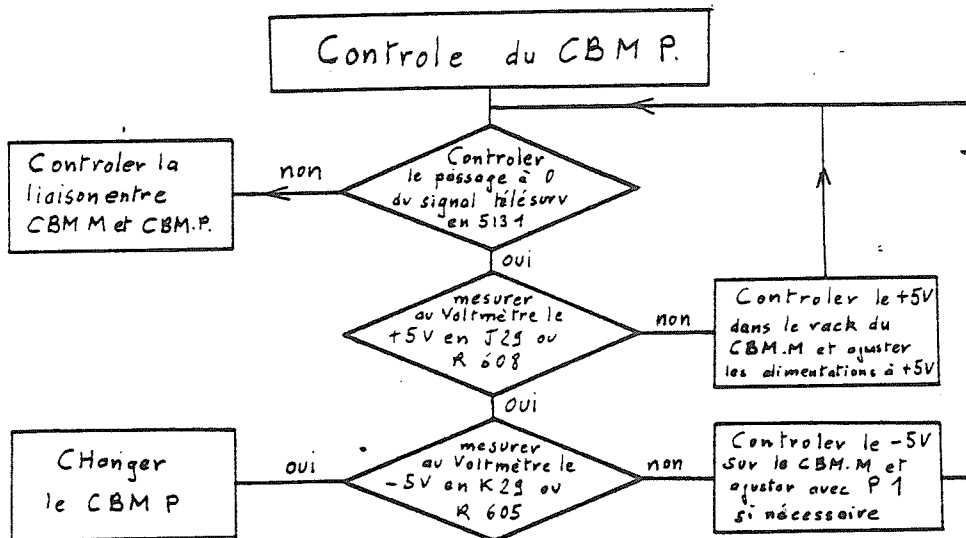 Controle du CBM P.
Controler la
liaison entre
CBM M et CBM.P.
non
Controler
le passage à 0
du signal télésurv
en 5131
oui
mesurer
au Voltmètre le
+5V en J29 ou
R 608
non
Controler le +5V
dans le rack du
CBM.M et ajuster
les alimentations à +5V
oui
CHanger
le CBM P
oui
mesurer
au Voltmètre le
-5V en K29 ou
R 605
non
Controler le -5V
sur le CBM.M et
ajuster avec P1
si nécessaire